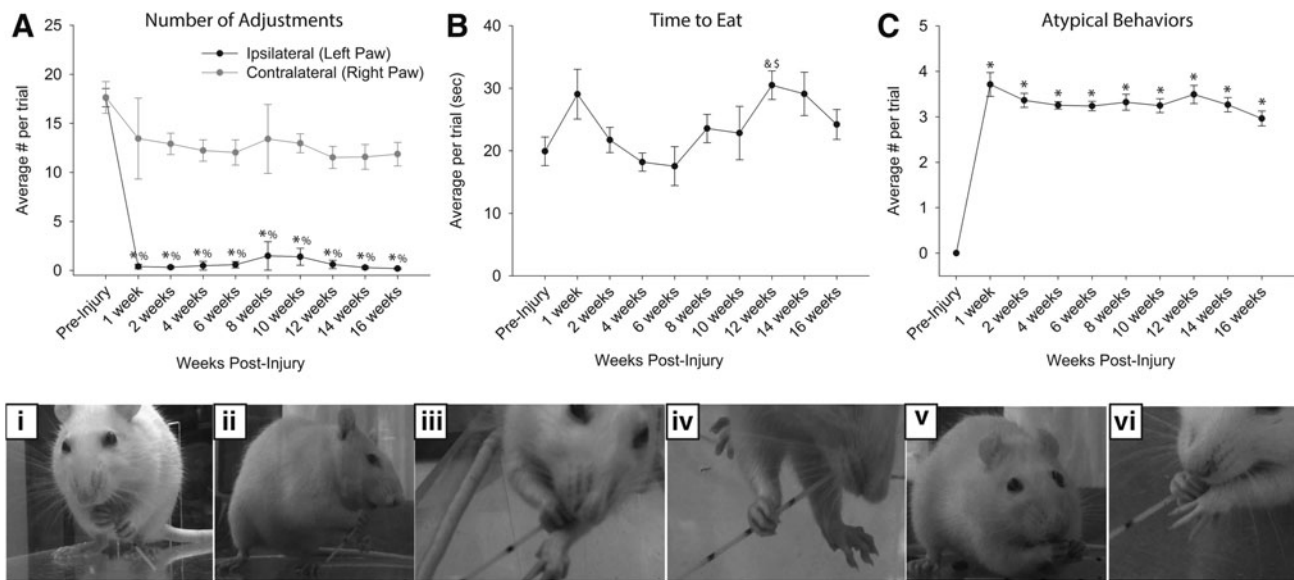 A
Number of Adjustments
Average # per trial
25
20
15
10
5
0
Ipsilateral (Left Paw)
Contralateral (Right Paw)
*% *% *% *% *% *% *% *% *%
Pre-Injury
1 week
2 weeks
4 weeks
6 weeks
8 weeks
10 weeks
12 weeks
14 weeks
16 weeks
Weeks Post-Injury
B
Time to Eat
Average per trial (sec)
40
30
20
10
0
& $
Pre-Injury
1 week
2 weeks
4 weeks
6 weeks
8 weeks
10 weeks
12 weeks
14 weeks
16 weeks
Weeks Post-Injury
C
Atypical Behaviors
Average # per trial
5
4
3
2
1
0
* * * * * * * * *
Pre-Injury
1 week
2 weeks
4 weeks
6 weeks
8 weeks
10 weeks
12 weeks
14 weeks
16 weeks
Weeks Post-Injury
i
ii
iii
iv
v
vi